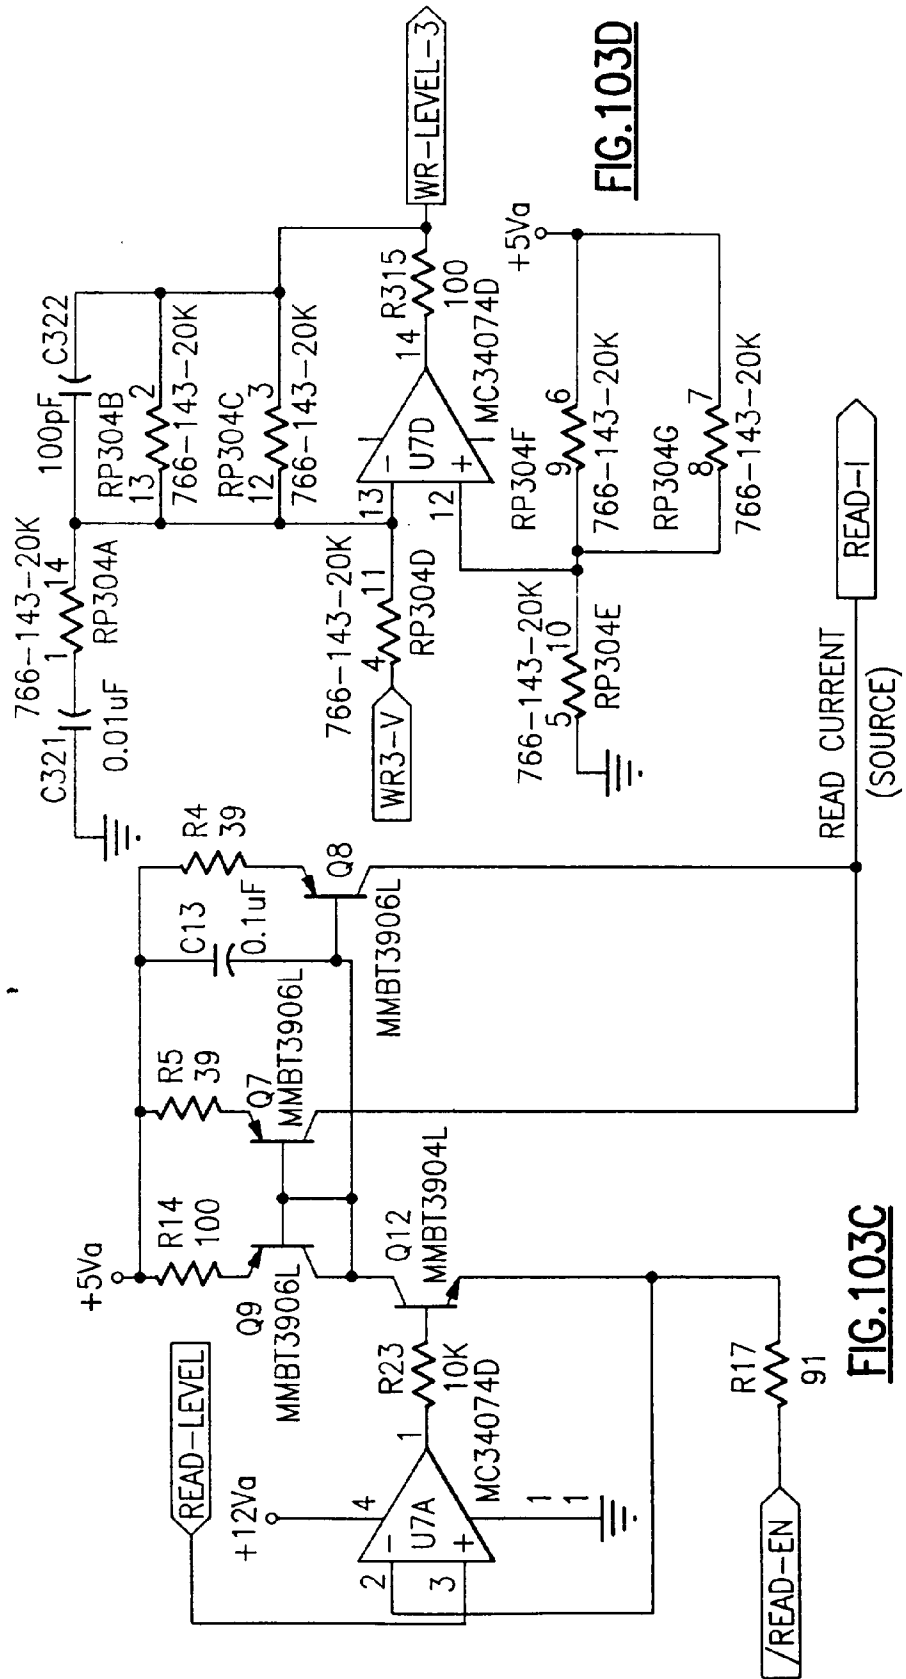 READ-LEVEL
+12Va
4
2
3
U7A
1
MC34074D
1
1
R23
10K
/READ-EN
R17
91
+5Va
R14
100
Q9
MMBT3906L
R5
39
Q7
MMBT3906L
Q12
MMBT3904L
C13
0.1uF
R4
39
Q8
MMBT3906L
READ CURRENT
(SOURCE)
READ-I
FIG.103C
C321
0.01uF
766-143-20K
1
14
RP304A
100pF
C322
RP304B
13
2
766-143-20K
RP304C
12
3
766-143-20K
WR3-V
766-143-20K
4
11
RP304D
13
12
U7D
14
MC34074D
R315
100
WR-LEVEL-3
766-143-20K
5
10
RP304E
RP304F
9
6
766-143-20K
RP304G
8
7
766-143-20K
+5Va
FIG.103D